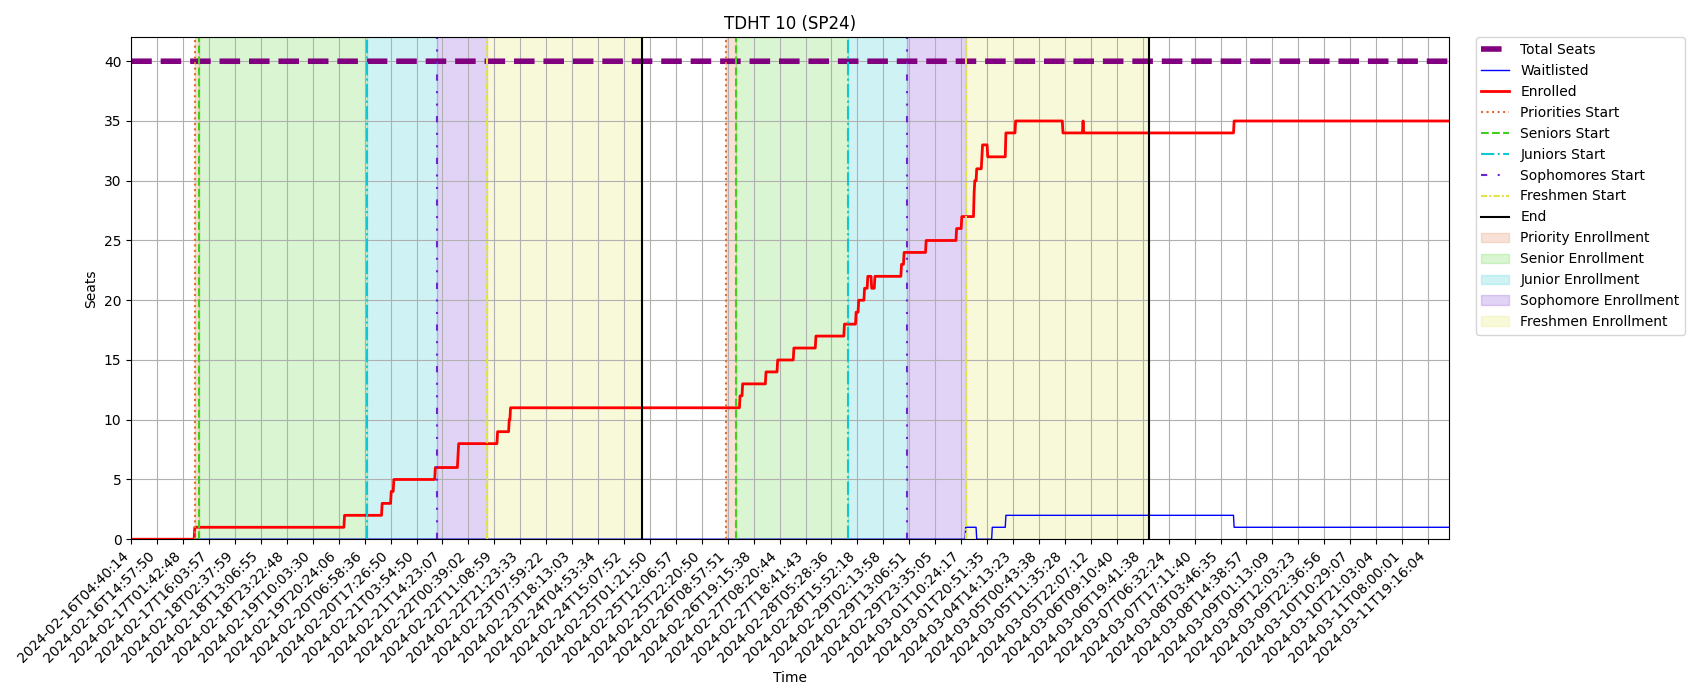 TDHT 10 (SP24)
Seats
40
35
30
25
20
15
10
5
0
2024-02-16T04:40:14
2024-02-16T14:57:50
2024-02-17T01:42:48
2024-02-17T16:03:57
2024-02-18T02:37:59
2024-02-18T13:06:55
2024-02-18T23:22:48
2024-02-19T10:03:30
2024-02-19T20:24:06
2024-02-20T06:58:36
2024-02-20T17:26:50
2024-02-21T03:54:50
2024-02-21T14:23:07
2024-02-22T00:39:02
2024-02-22T11:08:59
2024-02-22T21:23:33
2024-02-23T07:59:22
2024-02-23T18:13:03
2024-02-24T04:53:34
2024-02-24T15:07:52
2024-02-25T01:21:50
2024-02-25T12:06:57
2024-02-25T22:20:50
2024-02-26T08:57:51
2024-02-26T19:15:38
2024-02-27T08:20:44
2024-02-27T18:41:43
2024-02-28T05:28:36
2024-02-28T15:52:18
2024-02-29T02:13:58
2024-02-29T13:06:51
2024-02-29T23:35:05
2024-03-01T10:24:17
2024-03-01T20:51:35
2024-03-04T14:13:23
2024-03-05T00:43:38
2024-03-05T11:35:28
2024-03-05T22:07:12
2024-03-06T09:10:40
2024-03-06T19:41:38
2024-03-07T06:32:24
2024-03-07T17:11:40
2024-03-08T03:46:35
2024-03-08T14:38:57
2024-03-09T01:13:09
2024-03-09T12:03:23
2024-03-09T22:36:56
2024-03-10T10:29:07
2024-03-10T21:03:04
2024-03-11T08:00:01
2024-03-11T19:16:04
Time
Total Seats
Waitlisted
Enrolled
Priorities Start
Seniors Start
Juniors Start
Sophomores Start
Freshmen Start
End
Priority Enrollment
Senior Enrollment
Junior Enrollment
Sophomore Enrollment
Freshmen Enrollment